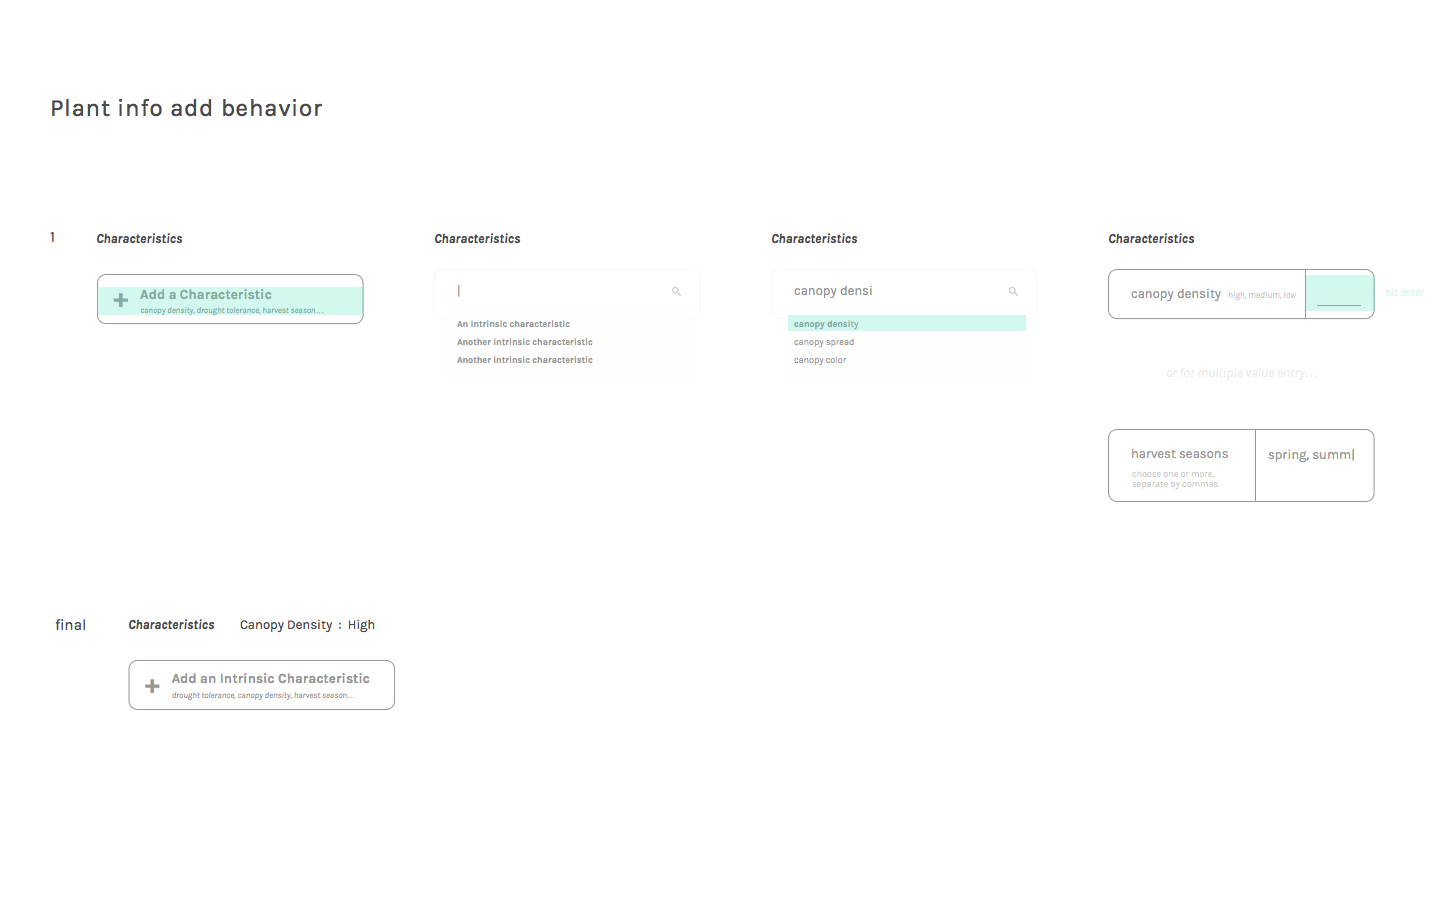 Plant info add behavior
1
Characteristics
Add a Characteristic
canopy density, drought tolerance, harvest season...
Characteristics
|
An intrinsic characteristic
Another intrinsic characteristic
Another intrinsic characteristic
Characteristics
canopy densi
canopy density
canopy spread
canopy color
Characteristics
canopy density high, medium, low
hit enter
or for multiple value entry...
harvest seasons
choose one or more,
separate by commas
spring, summ|
final
Characteristics Canopy Density : High
Add an Intrinsic Characteristic
drought tolerance, canopy density, harvest season...